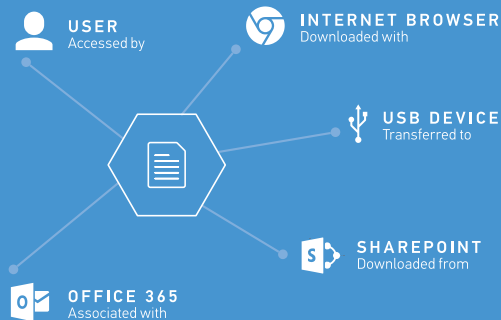 USER
Accessed by
INTERNET BROWSER
Downloaded with
USB DEVICE
Transferred to
S
SHAREPOINT
Downloaded from
O
OFFICE 365
Associated with